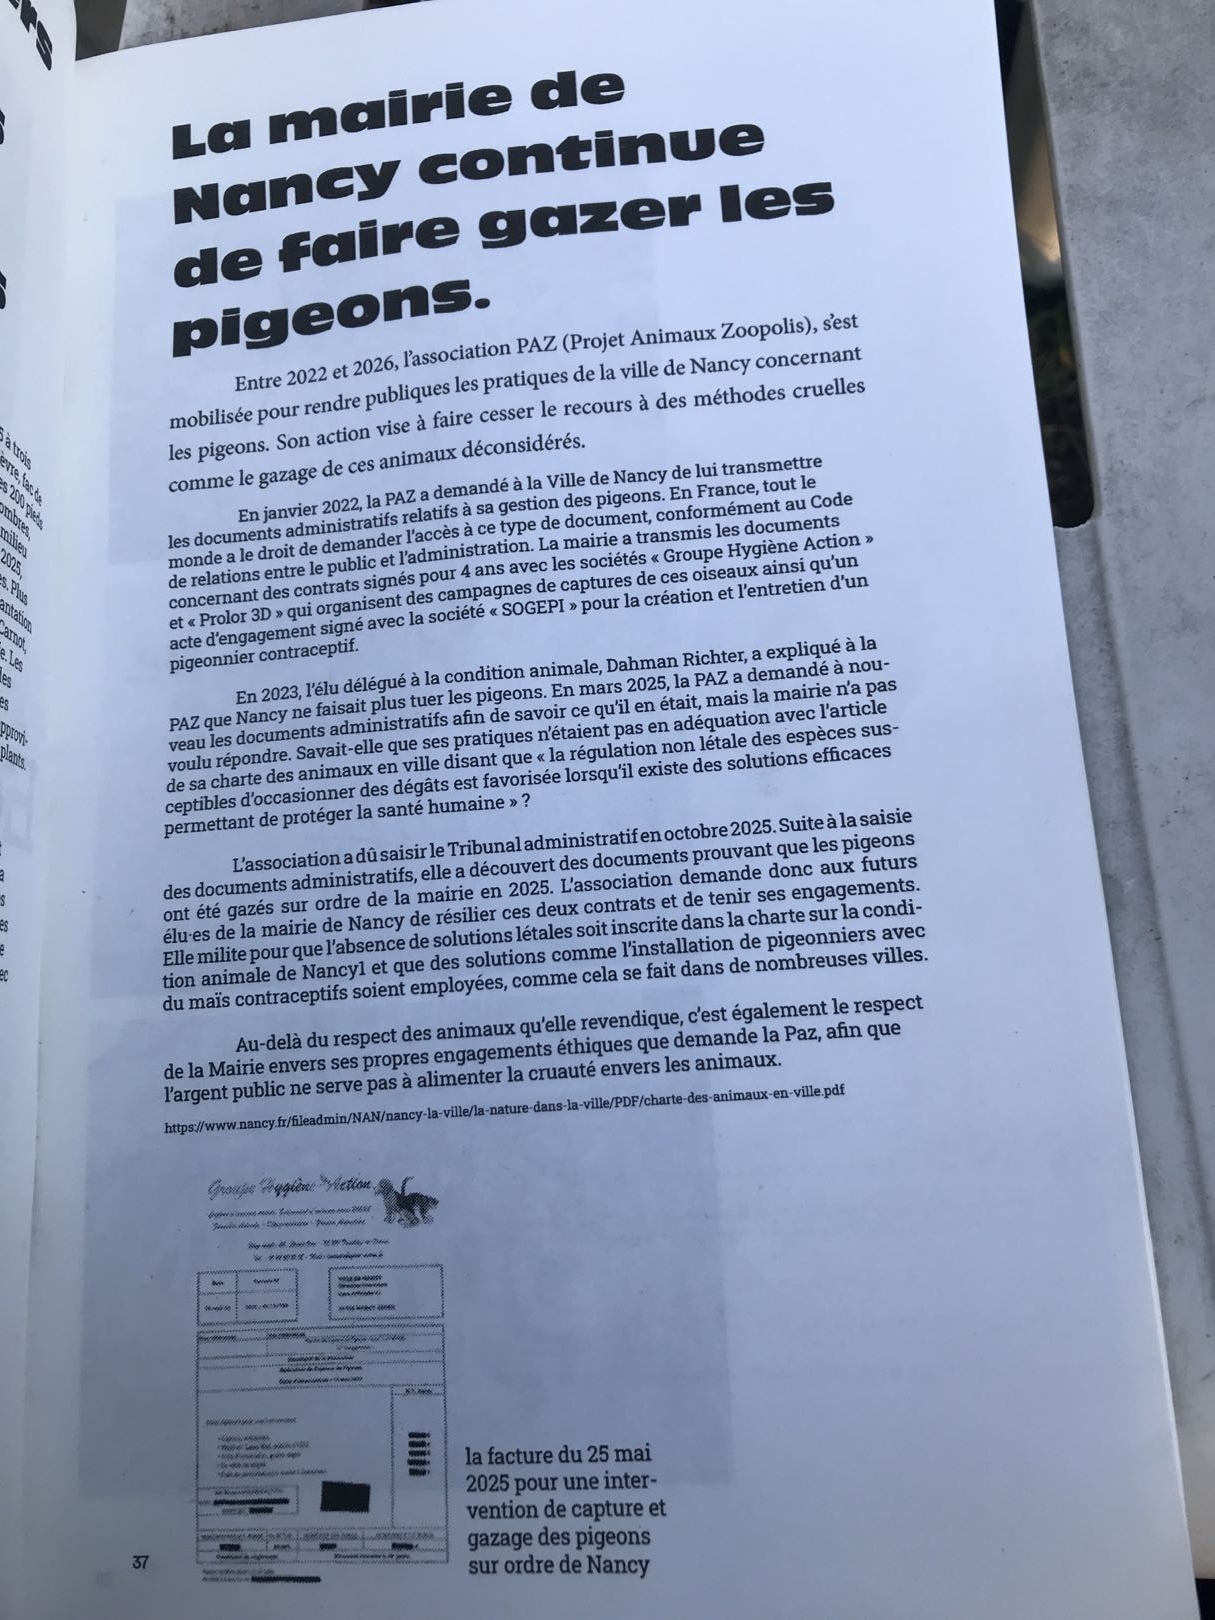 La mairie de
Nancy continue
de faire gazer les
pigeons.
Entre 2022 et 2026, l'association PAZ (Projet Animaux Zoopolis), s'est
mobilisée pour rendre publiques les pratiques de la ville de Nancy concernant
les pigeons. Son action vise à faire cesser le recours à des méthodes cruelles
comme le gazage de ces animaux déconsidérés.
En janvier 2022, la PAZ a demandé à la Ville de Nancy de lui transmettre
les documents administratifs relatifs à sa gestion des pigeons. En France, tout le
monde a le droit de demander l'accès à ce type de document, conformément au Code
de relations entre le public et l'administration. La mairie a transmis les documents
concernant des contrats signés pour 4 ans avec les sociétés « Groupe Hygiène Action »
et « Prolor 3D » qui organisent des campagnes de captures de ces oiseaux ainsi qu'un
acte d'engagement signé avec la société « SOGEPI » pour la création et l'entretien d'un
pigeonnier contraceptif.
En 2023, l'élu délégué à la condition animale, Dahman Richter, a expliqué à la
PAZ que Nancy ne faisait plus tuer les pigeons. En mars 2025, la PAZ a demandé à nou-
veau les documents administratifs afin de savoir ce qu'il en était, mais la mairie n'a pas
voulu répondre. Savait-elle que ses pratiques n'étaient pas en adéquation avec l'article
de sa charte des animaux en ville disant que « la régulation non létale des espèces sus-
ceptibles d'occasionner des dégâts est favorisée lorsqu'il existe des solutions efficaces
permettant de protéger la santé humaine » ?
L'association a dû saisir le Tribunal administratif en octobre 2025. Suite à la saisie
des documents administratifs, elle a découvert des documents prouvant que les pigeons
ont été gazés sur ordre de la mairie en 2025. L'association demande donc aux futurs
élu·es de la mairie de Nancy de résilier ces deux contrats et de tenir ses engagements.
Elle milite pour que l'absence de solutions létales soit inscrite dans la charte sur la condi-
tion animale de Nancy1 et que des solutions comme l'installation de pigeonniers avec
du maïs contraceptifs soient employées, comme cela se fait dans de nombreuses villes.
Au-delà du respect des animaux qu'elle revendique, c'est également le respect
de la Mairie envers ses propres engagements éthiques que demande la Paz, afin que
l'argent public ne serve pas à alimenter la cruauté envers les animaux.
https://www.nancy.fr/fileadmin/NAN/nancy-la-ville/la-nature-dans-la-ville/PDF/charte-des-animaux-en-ville.pdf
Groupe Hygiène Action
la facture du 25 mai
2025 pour une inter-
vention de capture et
gazage des pigeons
sur ordre de Nancy
37